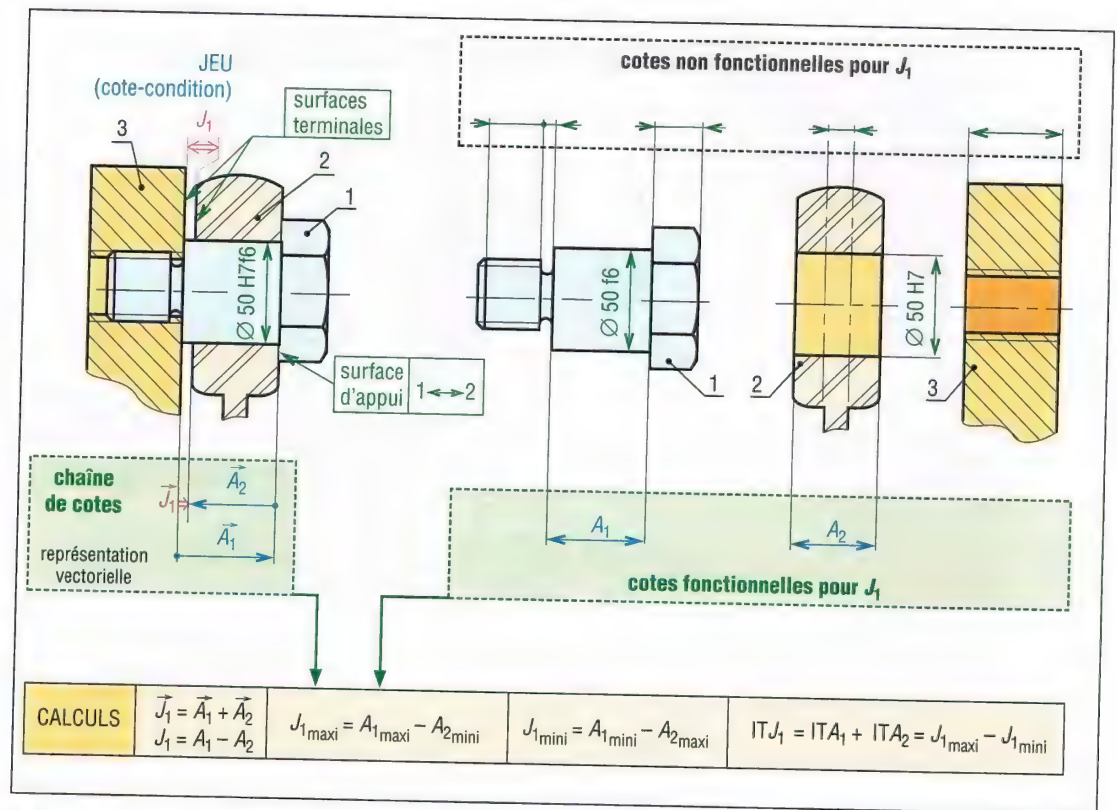 JEU
(cote-condition)
J₁
surfaces
terminales
3
2
1
Ø 50 H7f6
surface
d'appui
1↔2
cotes non fonctionnelles pour J₁
Ø 50 f6
1
Ø 50 H7
2
3
chaîne
de cotes
J₁
A₂
A₁
représentation
vectorielle
A₁
A₂
cotes fonctionnelles pour J₁
CALCULS
J₁ = A₁ + A₂
J₁ = A₁ – A₂
J₁maxi = A₁maxi – A₂mini
J₁mini = A₁mini – A₂maxi
ITJ₁ = ITA₁ + ITA₂ = J₁maxi – J₁mini